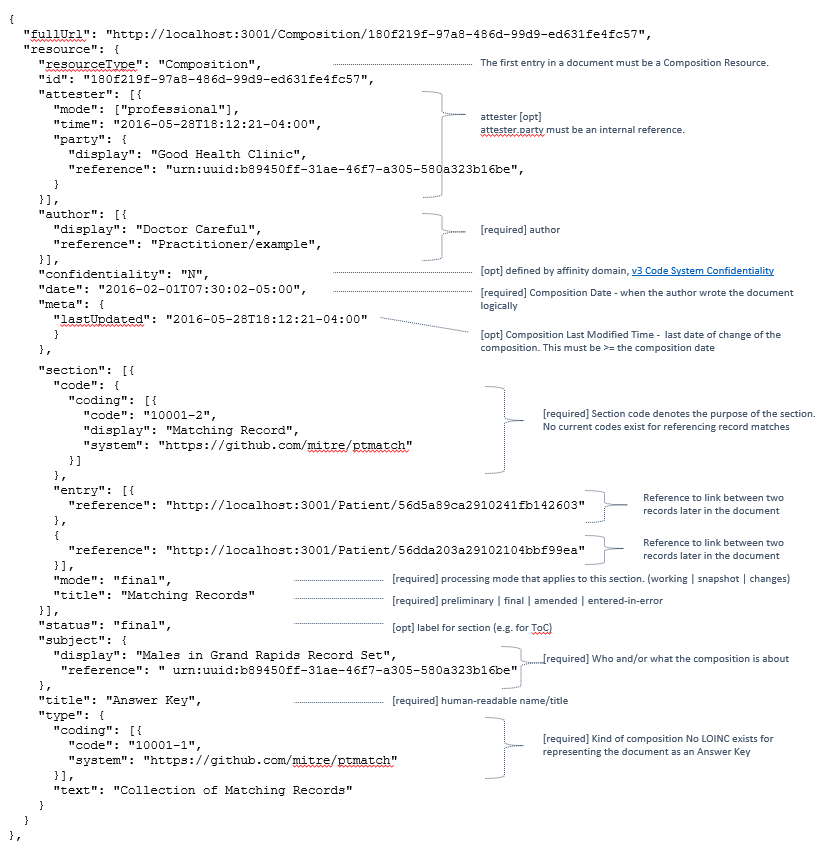 {
"fullUrl": "http://localhost:3001/Composition/180f219f-97a8-486d-99d9-ed631fe4fc57",
"resource": {
"resourceType": "Composition",
The first entry in a document must be a Composition Resource.
"id": "180f219f-97a8-486d-99d9-ed631fe4fc57",
"attester": [{
"mode": ["professional"],
"time": "2016-05-28T18:12:21-04:00",
"party": {
"display": "Good Health Clinic",
"reference": "urn:uuid:b89450ff-31ae-46f7-a305-580a323b16be",
}
}],
attester [opt]
attester.party must be an internal reference.
"author": [{
"display": "Doctor Careful",
"reference": "Practitioner/example",
}],
[required] author
"confidentiality": "N",
[opt] defined by affinity domain, v3 Code System Confidentiality
"date": "2016-02-01T07:30:02-05:00",
[required] Composition Date - when the author wrote the document
logically
"meta": {
"lastUpdated": "2016-05-28T18:12:21-04:00"
}
},
[opt] Composition Last Modified Time - last date of change of the
composition. This must be >= the composition date
"section": [{
"code": {
"coding": [{
"code": "10001-2",
"display": "Matching Record",
"system": "https://github.com/mitre/ptmatch"
}]
},
[required] Section code denotes the purpose of the section.
No current codes exist for referencing record matches
"entry": [{
"reference": "http://localhost:3001/Patient/56d5a89ca2910241fb142603"
},
Reference to link between two
records later in the document
{
"reference": "http://localhost:3001/Patient/56dda203a29102104bbf99ea"
}],
Reference to link between two
records later in the document
"mode": "final",
[required] processing mode that applies to this section. (working | snapshot | changes)
"title": "Matching Records"
[required] preliminary | final | amended | entered-in-error
}],
"status": "final",
[opt] label for section (e.g. for ToC)
"subject": {
"display": "Males in Grand Rapids Record Set",
"reference": " urn:uuid:b89450ff-31ae-46f7-a305-580a323b16be"
},
[required] Who and/or what the composition is about
"title": "Answer Key",
[required] human-readable name/title
"type": {
"coding": [{
"code": "10001-1",
"system": "https://github.com/mitre/ptmatch"
}],
[required] Kind of composition No LOINC exists for
representing the document as an Answer Key
"text": "Collection of Matching Records"
}
}
},